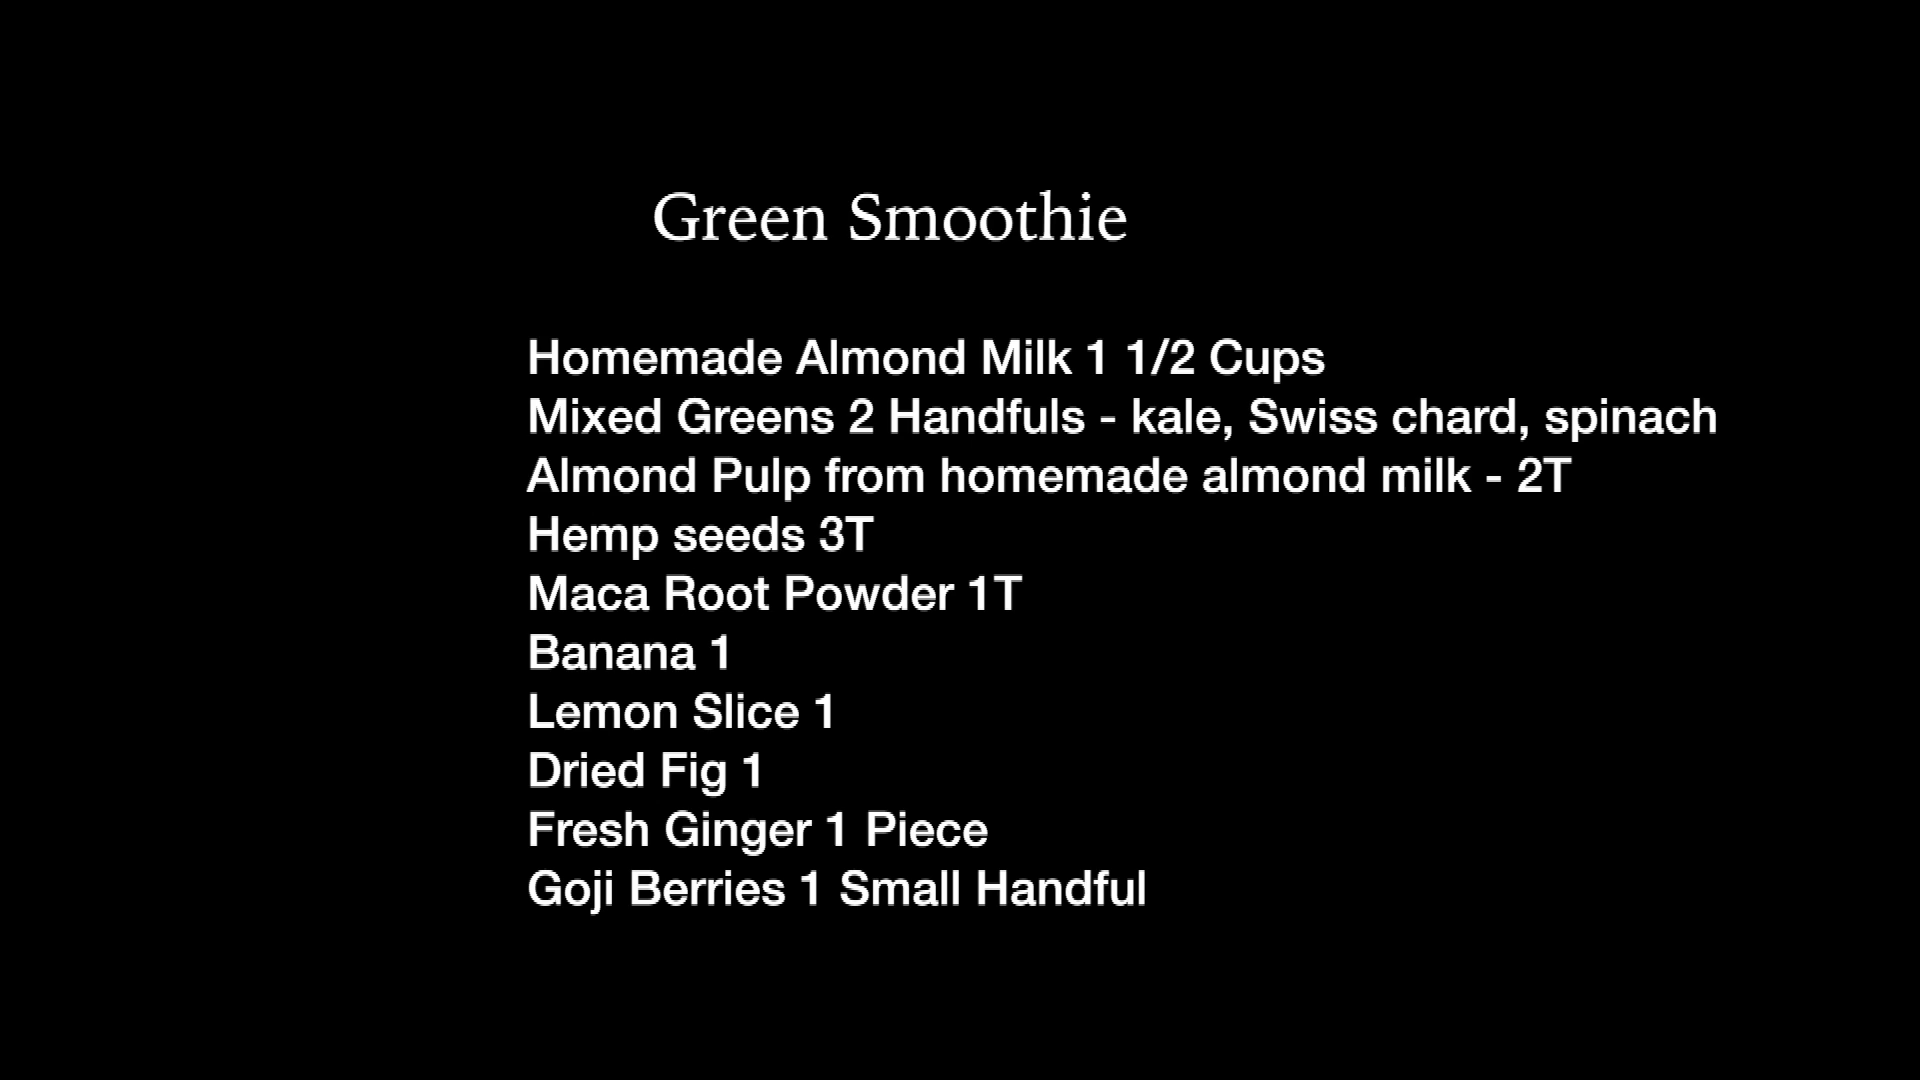 Green Smoothie
Homemade Almond Milk 1 1/2 Cups
Mixed Greens 2 Handfuls - kale, Swiss chard, spinach
Almond Pulp from homemade almond milk - 2T
Hemp seeds 3T
Maca Root Powder 1T
Banana 1
Lemon Slice 1
Dried Fig 1
Fresh Ginger 1 Piece
Goji Berries 1 Small Handful